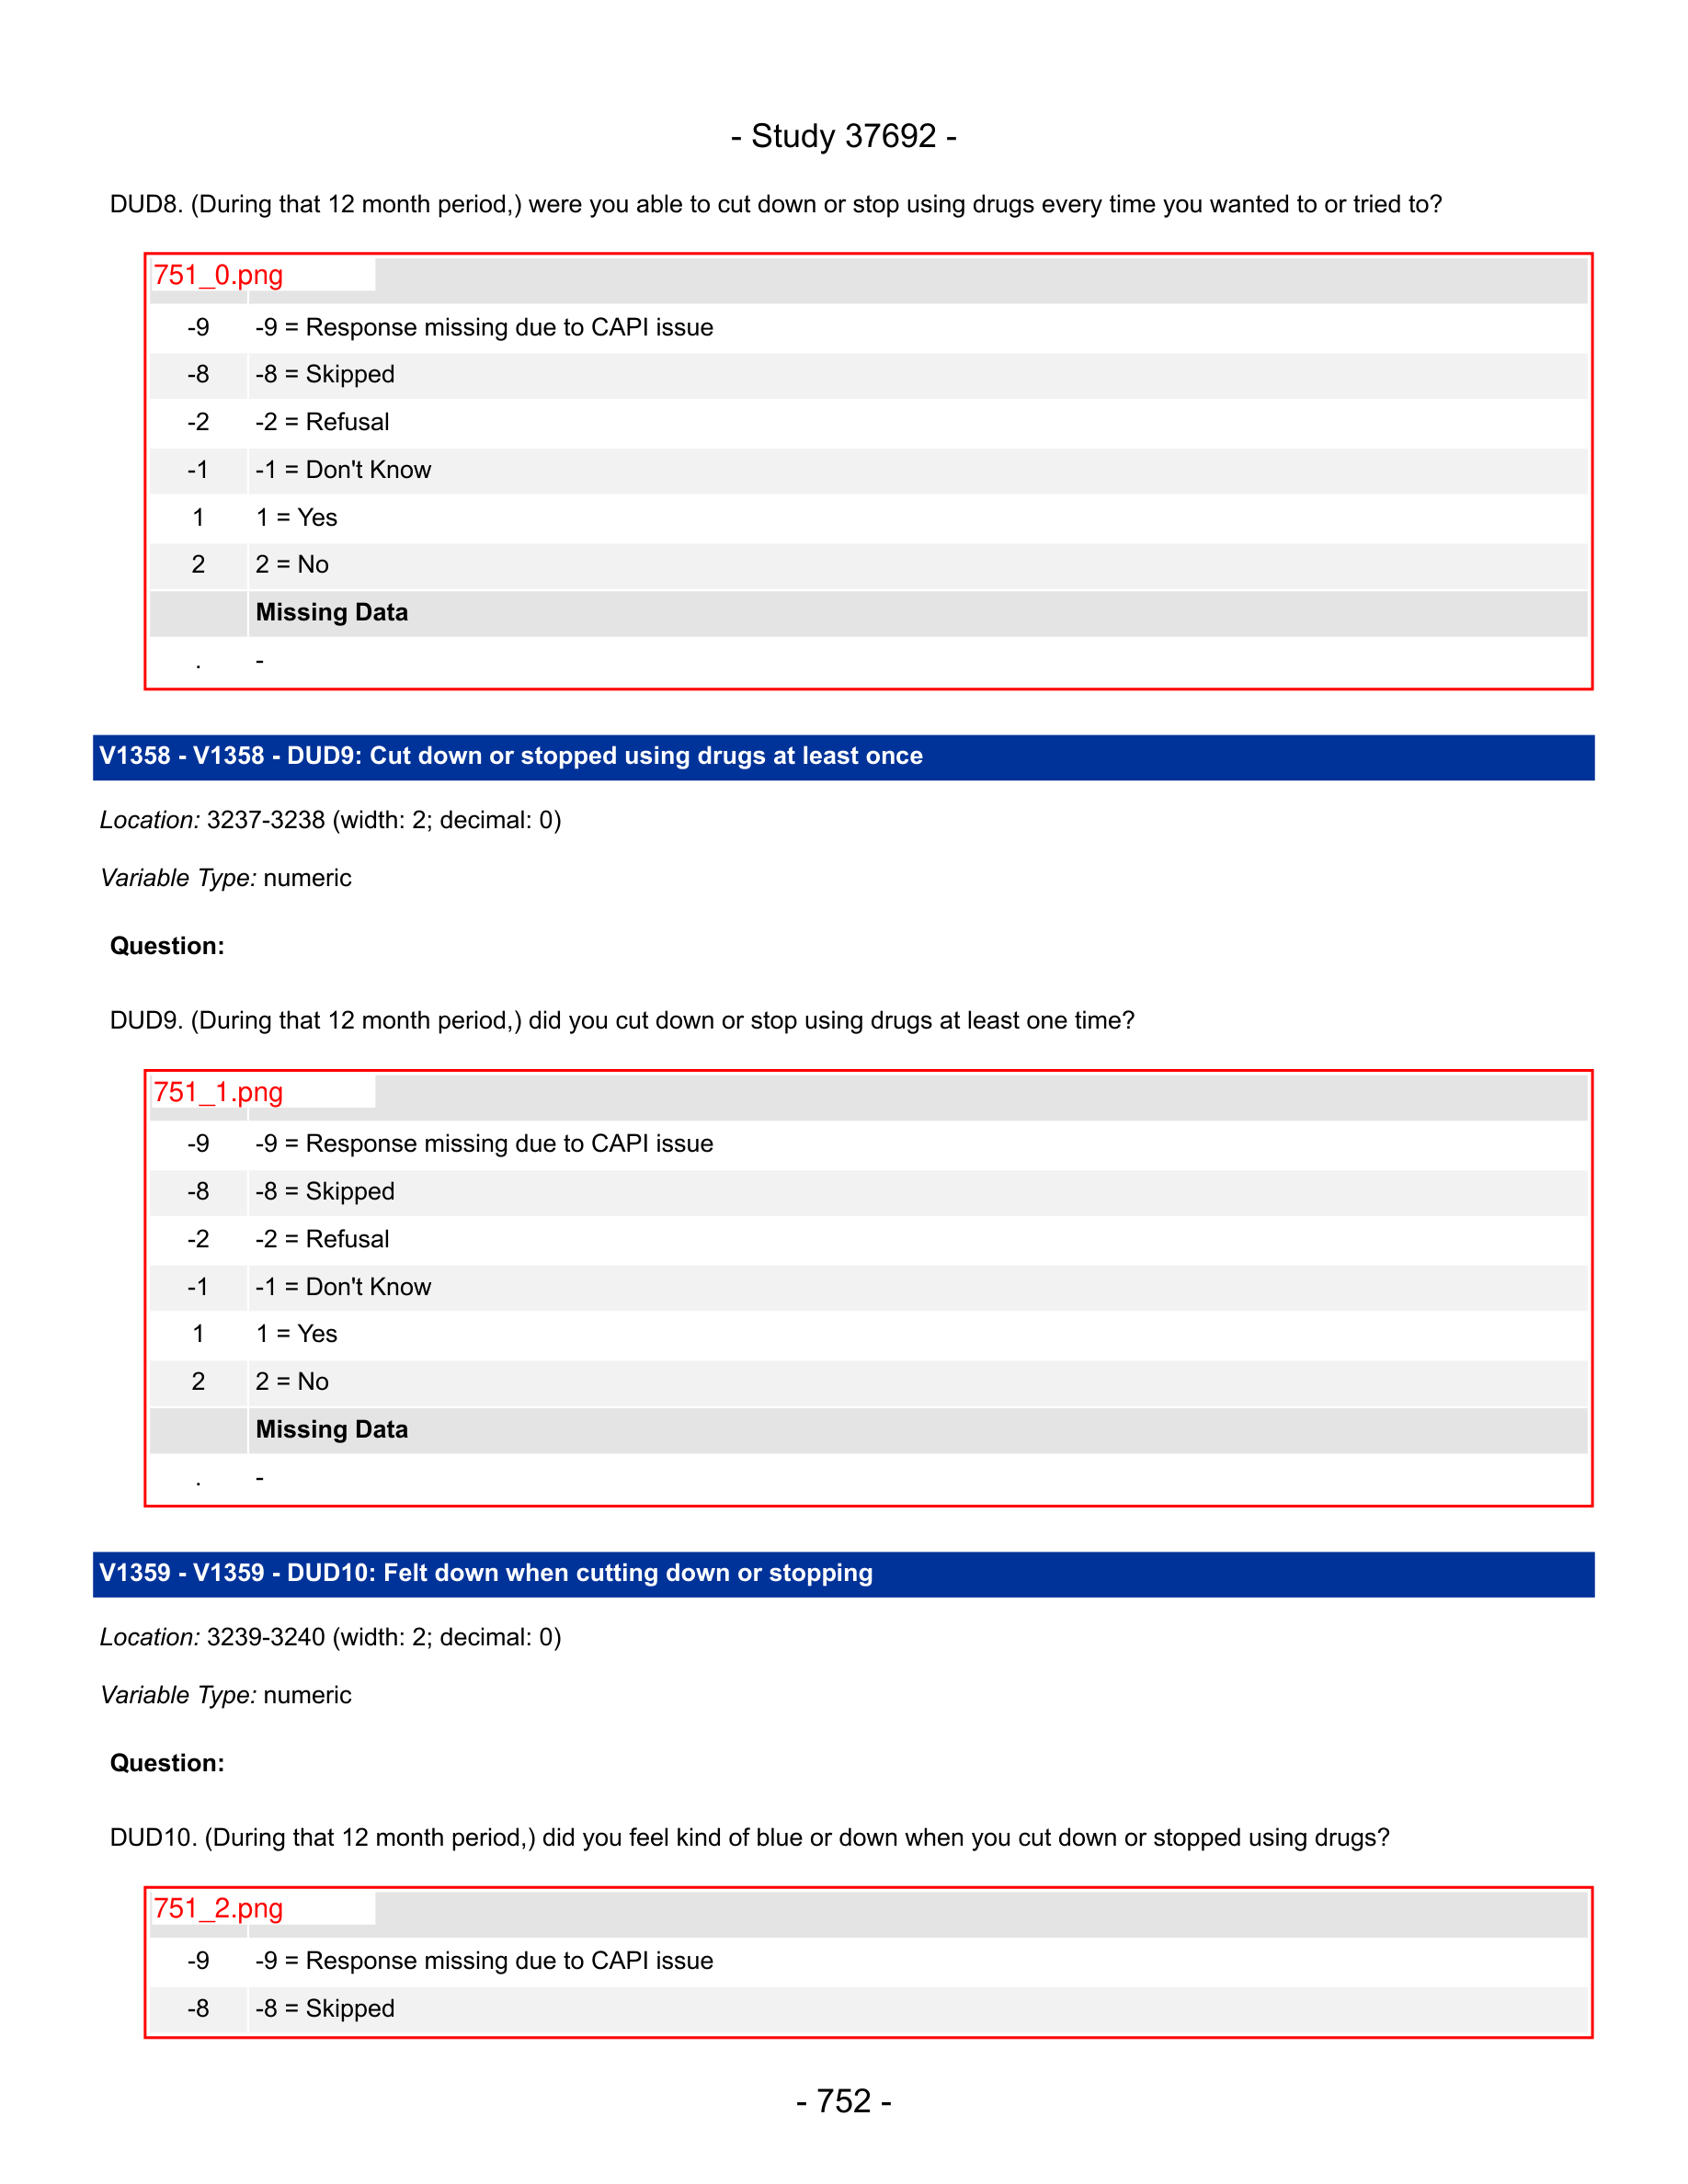 - Study 37692 -
DUD8. (During that 12 month period,) were you able to cut down or stop using drugs every time you wanted to or tried to?
751_0.png
-9 -9 = Response missing due to CAPI issue
-8 -8 = Skipped
-2 -2 = Refusal
-1 -1 = Don't Know
1 1 = Yes
2 2 = No
Missing Data
. -
V1358 - V1358 - DUD9: Cut down or stopped using drugs at least once
Location: 3237-3238 (width: 2; decimal: 0)
Variable Type: numeric
Question:
DUD9. (During that 12 month period,) did you cut down or stop using drugs at least one time?
751_1.png
-9 -9 = Response missing due to CAPI issue
-8 -8 = Skipped
-2 -2 = Refusal
-1 -1 = Don't Know
1 1 = Yes
2 2 = No
Missing Data
. -
V1359 - V1359 - DUD10: Felt down when cutting down or stopping
Location: 3239-3240 (width: 2; decimal: 0)
Variable Type: numeric
Question:
DUD10. (During that 12 month period,) did you feel kind of blue or down when you cut down or stopped using drugs?
751_2.png
-9 -9 = Response missing due to CAPI issue
-8 -8 = Skipped
- 752 -